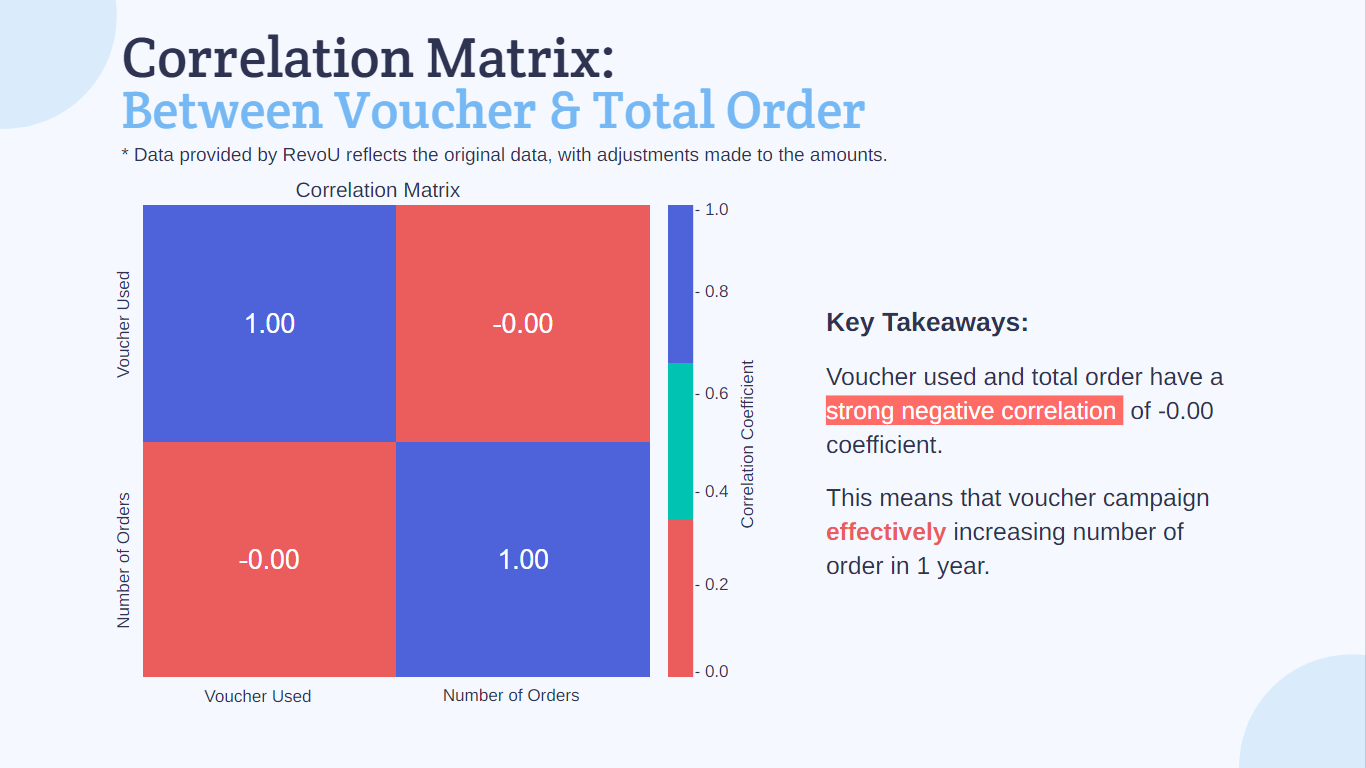 Correlation Matrix:
Between Voucher & Total Order
* Data provided by RevoU reflects the original data, with adjustments made to the amounts.
Correlation Matrix
Voucher Used
Number of Orders
1.00
-0.00
-0.00
1.00
Voucher Used
Number of Orders
- 1.0
- 0.8
- 0.6
- 0.4
- 0.2
- 0.0
Correlation Coefficient
Key Takeaways:
Voucher used and total order have a
strong negative correlation of -0.00
coefficient.
This means that voucher campaign
effectively increasing number of
order in 1 year.